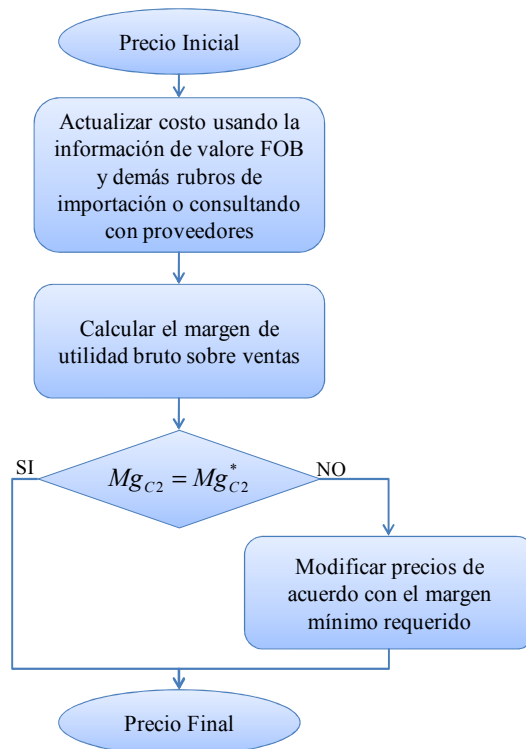 Precio Inicial
Actualizar costo usando la
información de valore FOB
y demás rubros de
importación o consultando
con proveedores
Calcular el margen de
utilidad bruto sobre ventas
SI
Mg_{C2} = Mg^*_{C2}
NO
Modificar precios de
acuerdo con el margen
mínimo requerido
Precio Final